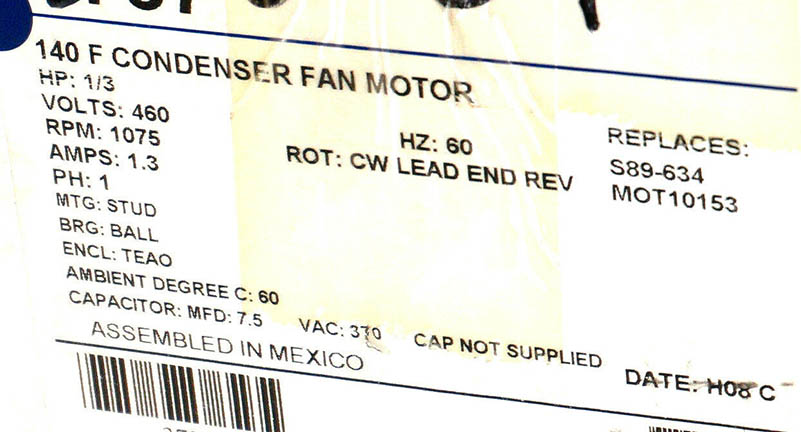 140 F CONDENSER FAN MOTOR
HP: 1/3
VOLTS: 460
RPM: 1075
AMPS: 1.3
PH: 1
MTG: STUD
BRG: BALL
ENCL: TEAO
AMBIENT DEGREE C: 60
CAPACITOR: MFD: 7.5 VAC: 370 CAP NOT SUPPLIED
HZ: 60
ROT: CW LEAD END REV
REPLACES:
S89-634
MOT10153
ASSEMBLED IN MEXICO
DATE: H08 C